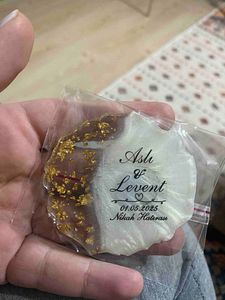 Aslı
&
Levent
01.05.2025
Nikah Hatırası